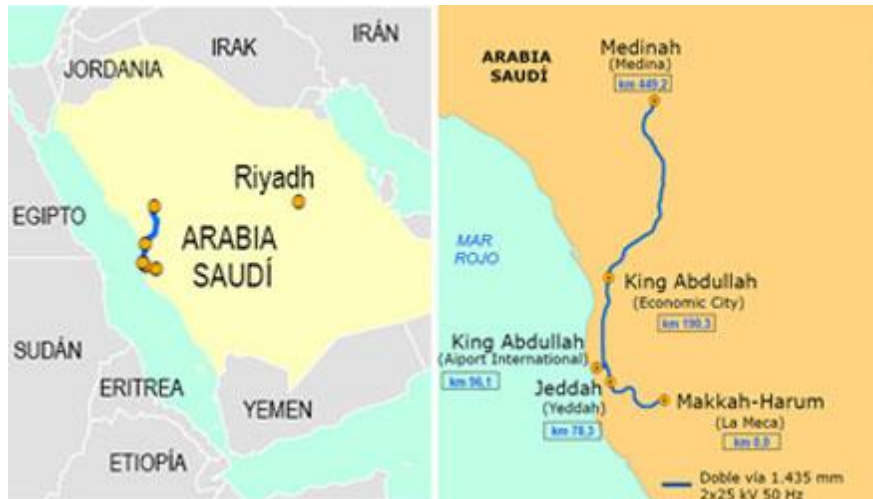 IRAK
IRÁN
JORDANIA
Riyadh
EGIPTO
ARABIA
SAUDÍ
SUDÁN
ERITREA
YEMEN
ETIOPÍA
ARABIA
SAUDÍ
Medinah
(Medina)
km 449,2
MAR
ROJO
King Abdullah
(Economic City)
km 190,3
King Abdullah
(Aiport International)
km 96,1
Jeddah
(Yeddah)
km 78,3
Makkah-Harum
(La Meca)
km 0,0
Doble vía 1.435 mm
2x25 kV 50 Hz